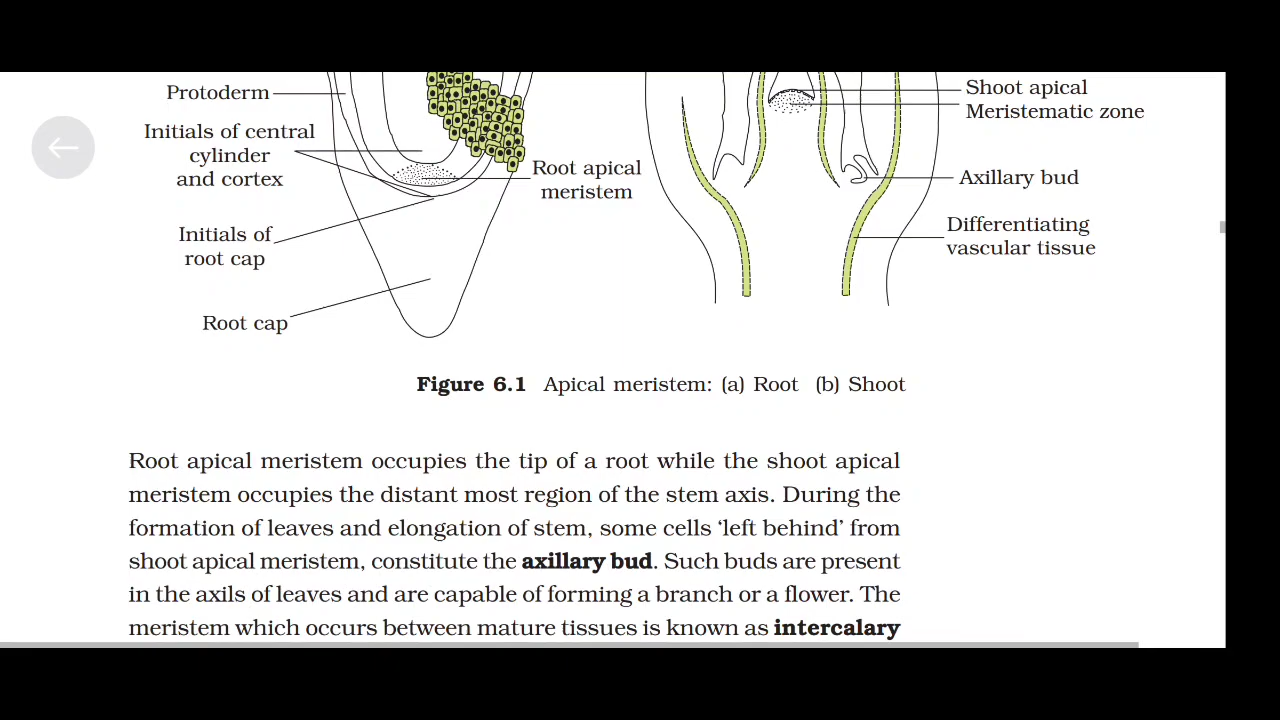 Protoderm
Initials of central
cylinder
and cortex
Initials of
root cap
Root cap
Root apical
meristem
Shoot apical
Meristematic zone
Axillary bud
Differentiating
vascular tissue
Figure 6.1 Apical meristem: (a) Root (b) Shoot
Root apical meristem occupies the tip of a root while the shoot apical
meristem occupies the distant most region of the stem axis. During the
formation of leaves and elongation of stem, some cells ‘left behind’ from
shoot apical meristem, constitute the axillary bud. Such buds are present
in the axils of leaves and are capable of forming a branch or a flower. The
meristem which occurs between mature tissues is known as intercalary